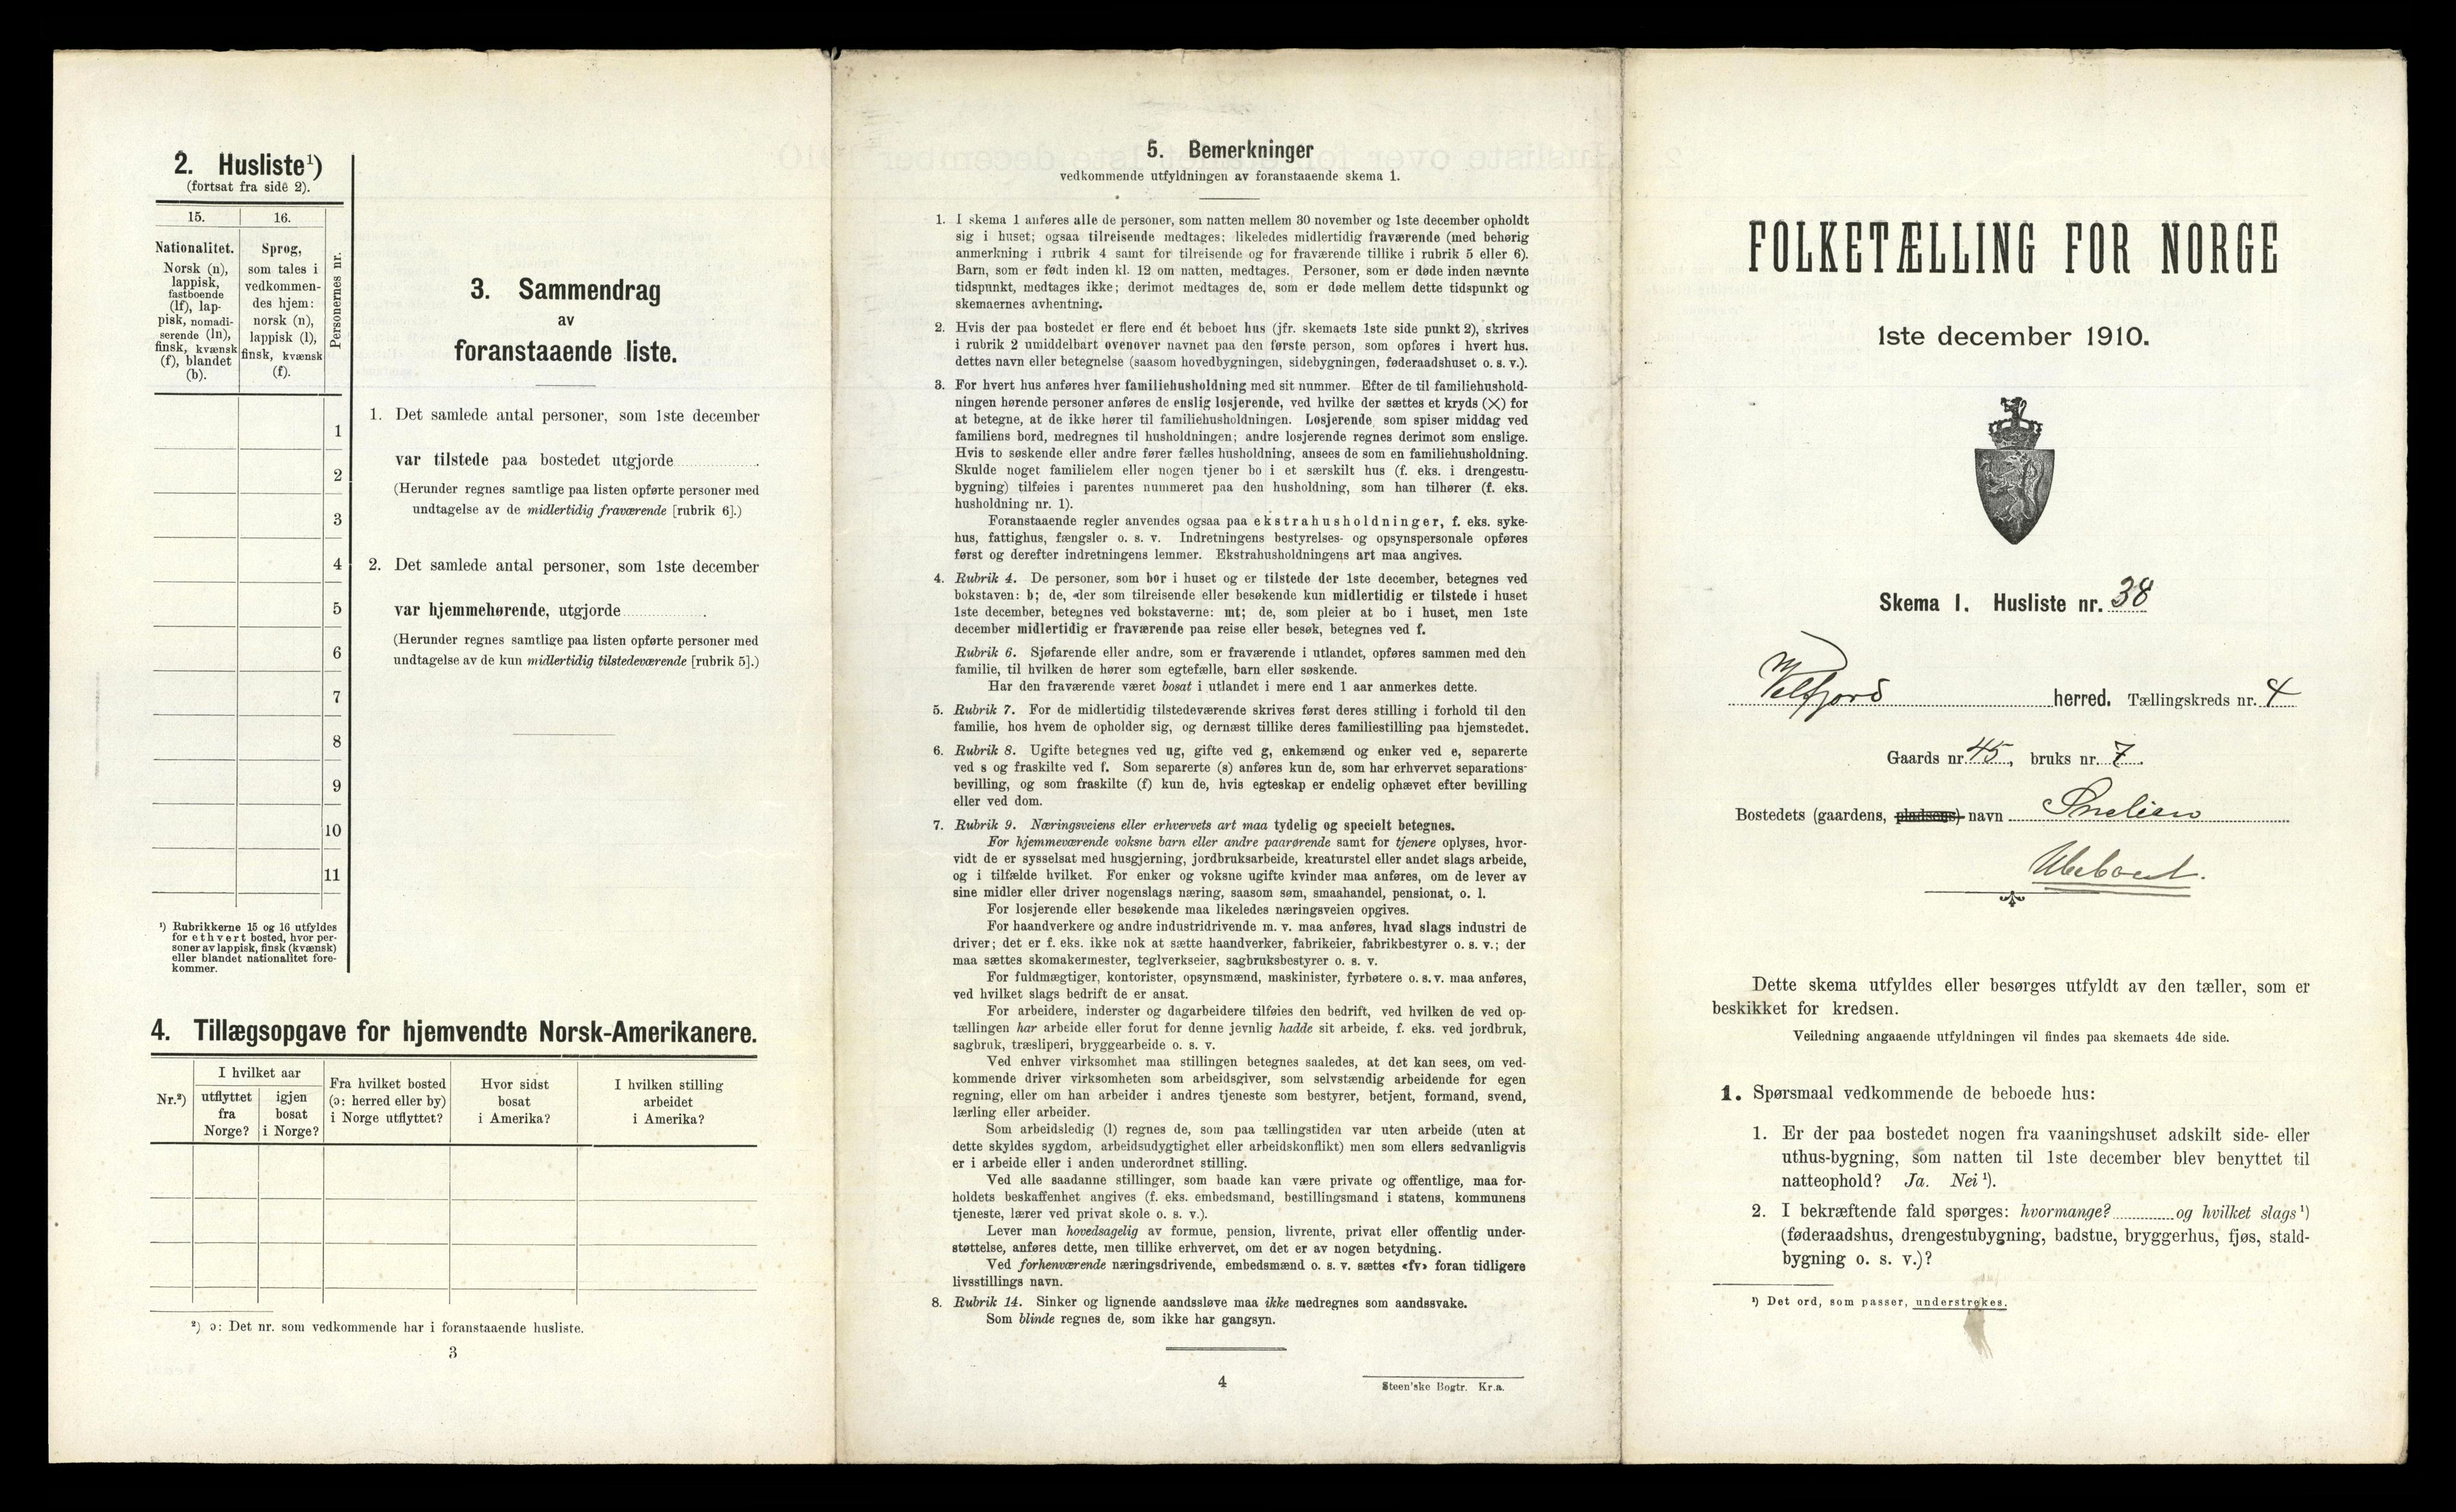 2. Husliste¹)
(fortsat fra side 2).
15.
16.
Nationalitet.
Norsk (n),
lappisk,
fastboende
(lf), lap-
pisk, nomadi-
serende (ln),
finsk, kvænsk
(f), blandet
(b).
Sprog,
som tales i
vedkommen-
des hjem:
norsk (n),
lappisk (l),
finsk, kvænsk
(f).
Personernes nr.
1
2
3
4
5
6
7
8
9
10
11
¹) Rubrikkerne 15 og 16 utfyldes
for ethvert bosted, hvor per-
soner av lappisk, finsk (kvænsk)
eller blandet nationalitet fore-
kommer.
3. Sammendrag
av
foranstaaende liste.
1. Det samlede antal personer, som 1ste december
var tilstede paa bostedet utgjorde
(Herunder regnes samtlige paa listen opførte personer med
undtagelse av de midlertidig fraværende [rubrik 6].)
2. Det samlede antal personer, som 1ste december
var hjemmehørende, utgjorde
(Herunder regnes samtlige paa listen opførte personer med
undtagelse av de kun midlertidig tilstedeværende [rubrik 5].)
4. Tillægsopgave for hjemvendte Norsk-Amerikanere.
Nr.²)
I hvilket aar
utflyttet
fra
Norge?
igjen
bosat
i Norge?
Fra hvilket bosted
(ɔ: herred eller by)
i Norge utflyttet?
Hvor sidst
bosat
i Amerika?
I hvilken stilling
arbeidet
i Amerika?
²) ɔ: Det nr. som vedkommende har i foranstaaende husliste.
3
5. Bemerkninger
vedkommende utfyldningen av foranstaaende skema 1.
1. I skema 1 anføres alle de personer, som natten mellem 30 november og 1ste december opholdt
sig i huset; ogsaa tilreisende medtages; likeledes midlertidig fraværende (med behørig
anmerkning i rubrik 4 samt for tilreisende og for fraværende tillike i rubrik 5 eller 6).
Barn, som er født inden kl. 12 om natten, medtages. Personer, som er døde inden nævnte
tidspunkt, medtages ikke; derimot medtages de, som er døde mellem dette tidspunkt og
skemaernes avhentning.
2. Hvis der paa bostedet er flere end ét beboet hus (jfr. skemaets 1ste side punkt 2), skrives
i rubrik 2 umiddelbart ovenover navnet paa den første person, som opføres i hvert hus.
dettes navn eller betegnelse (saasom hovedbygningen, sidebygningen, føderaadshuset o. s. v.).
3. For hvert hus anføres hver familiehusholdning med sit nummer. Efter de til familiehushold-
ningen hørende personer anføres de enslig losjerende, ved hvilke der sættes et kryds (×) for
at betegne, at de ikke hører til familiehusholdningen. Losjerende som spiser middag ved
familiens bord, medregnes til husholdningen; andre losjerende regnes derimot som enslige.
Hvis to søskende eller andre fører fælles husholdning, ansees de som en familiehusholdning.
Skulde noget familielem eller nogen tjener bo i et særskilt hus (f. eks. i drengestu-
bygning) tilføies i parentes nummeret paa den husholdning, som han tilhører (f. eks.
husholdning nr. 1).
Foranstaaende regler anvendes ogsaa paa ekstrahusholdninger, f. eks. syke-
hus, fattighus, fængsler o. s. v. Indretningens bestyrelses- og opsynspersonale opføres
først og derefter indretningens lemmer. Ekstrahusholdningens art maa angives.
4. Rubrik 4. De personer, som bor i huset og er tilstede der 1ste december, betegnes ved
bokstaven: b; de, der som tilreisende eller besøkende kun midlertidig er tilstede i huset
1ste december, betegnes ved bokstaverne: mt; de, som pleier at bo i huset, men 1ste
december midlertidig er fraværende paa reise eller besøk, betegnes ved f.
Rubrik 6. Sjøfarende eller andre, som er fraværende i utlandet, opføres sammen med den
familie, til hvilken de hører som egtefælle, barn eller søskende.
Har den fraværende været bosat i utlandet i mere end 1 aar anmerkes dette.
5. Rubrik 7. For de midlertidig tilstedeværende skrives først deres stilling i forhold til den
familie, hos hvem de opholder sig, og dernæst tillike deres familiestilling paa hjemstedet.
6. Rubrik 8. Ugifte betegnes ved ug, gifte ved g, enkemænd og enker ved e, separerte
ved s og fraskilte ved f. Som separerte (s) anføres kun de, som har erhvervet separations-
bevilling, og som fraskilte (f) kun de, hvis egteskap er endelig ophævet efter bevilling
eller ved dom.
7. Rubrik 9. Næringsveiens eller erhvervets art maa tydelig og specielt betegnes.
For hjemmeværende voksne barn eller andre paarørende samt for tjenere oplyses, hvor-
vidt de er sysselsat med husgjerning, jordbruksarbeide, kreaturstel eller andet slags arbeide,
og i tilfælde hvilket. For enker og voksne ugifte kvinder maa anføres, om de lever av
sine midler eller driver nogenslags næring, saasom søm, smaahandel, pensionat, o. l.
For losjerende eller besøkende maa likeledes næringsveien opgives.
For haandverkere og andre industridrivende m. v. maa anføres, hvad slags industri de
driver; det er f. eks. ikke nok at sætte haandverker, fabrikeier, fabrikbestyrer o. s. v.; der
maa sættes skomakermester, teglverkseier, sagbruksbestyrer o. s. v.
For fuldmægtiger, kontorister, opsynsmænd, maskinister, fyrbøtere o. s. v. maa anføres,
ved hvilket slags bedrift de er ansat.
For arbeidere, inderster og dagarbeidere tilføies den bedrift, ved hvilken de ved op-
tællingen har arbeide eller forut for denne jevnlig hadde sit arbeide, f. eks. ved jordbruk,
sagbruk, træsliperi, bryggearbeide o. s. v.
Ved enhver virksomhet maa stillingen betegnes saaledes, at det kan sees, om ved-
kommende driver virksomheten som arbeidsgiver, som selvstændig arbeidende for egen
regning, eller om han arbeider i andres tjeneste som bestyrer, betjent, formand, svend,
lærling eller arbeider.
Som arbeidsledig (l) regnes de, som paa tællingstiden var uten arbeide (uten at
dette skyldes sygdom, arbeidsudygtighet eller arbeidskonflikt) men som ellers sedvanligvis
er i arbeide eller i anden underordnet stilling.
Ved alle saadanne stillinger, som baade kan være private og offentlige, maa for-
holdets beskaffenhet angives (f. eks. embedsmand, bestillingsmand i statens, kommunens
tjeneste, lærer ved privat skole o. s. v.).
Lever man hovedsagelig av formue, pension, livrente, privat eller offentlig under-
støttelse, anføres dette, men tillike erhvervet, om det er av nogen betydning.
Ved forhenværende næringsdrivende, embedsmænd o. s. v. sættes «fv» foran tidligere
livsstillings navn.
8. Rubrik 14. Sinker og lignende aandssløve maa ikke medregnes som aandssvake.
Som blinde regnes de, som ikke har gangsyn.
4
Steen'ske Bogtr. Kr.a.
FOLKETÆLLING FOR NORGE
1ste december 1910.
Skema 1. Husliste nr. 38
Velfjord herred. Tællingskreds nr. 4
Gaards nr. 45, bruks nr. 7.
Bostedets (gaardens, pladsens) navn Snelien
Ubeboet.
Dette skema utfyldes eller besørges utfyldt av den tæller, som er
beskikket for kredsen.
Veiledning angaaende utfyldningen vil findes paa skemaets 4de side.
1. Spørsmaal vedkommende de beboede hus:
1. Er der paa bostedet nogen fra vaaningshuset adskilt side- eller
uthus-bygning, som natten til 1ste december blev benyttet til
natteophold? Ja. Nei ¹).
2. I bekræftende fald spørges: hvormange? og hvilket slags ¹)
(føderaadshus, drengestubygning, badstue, bryggerhus, fjøs, stald-
bygning o. s. v.)?
¹) Det ord, som passer, understrekes.